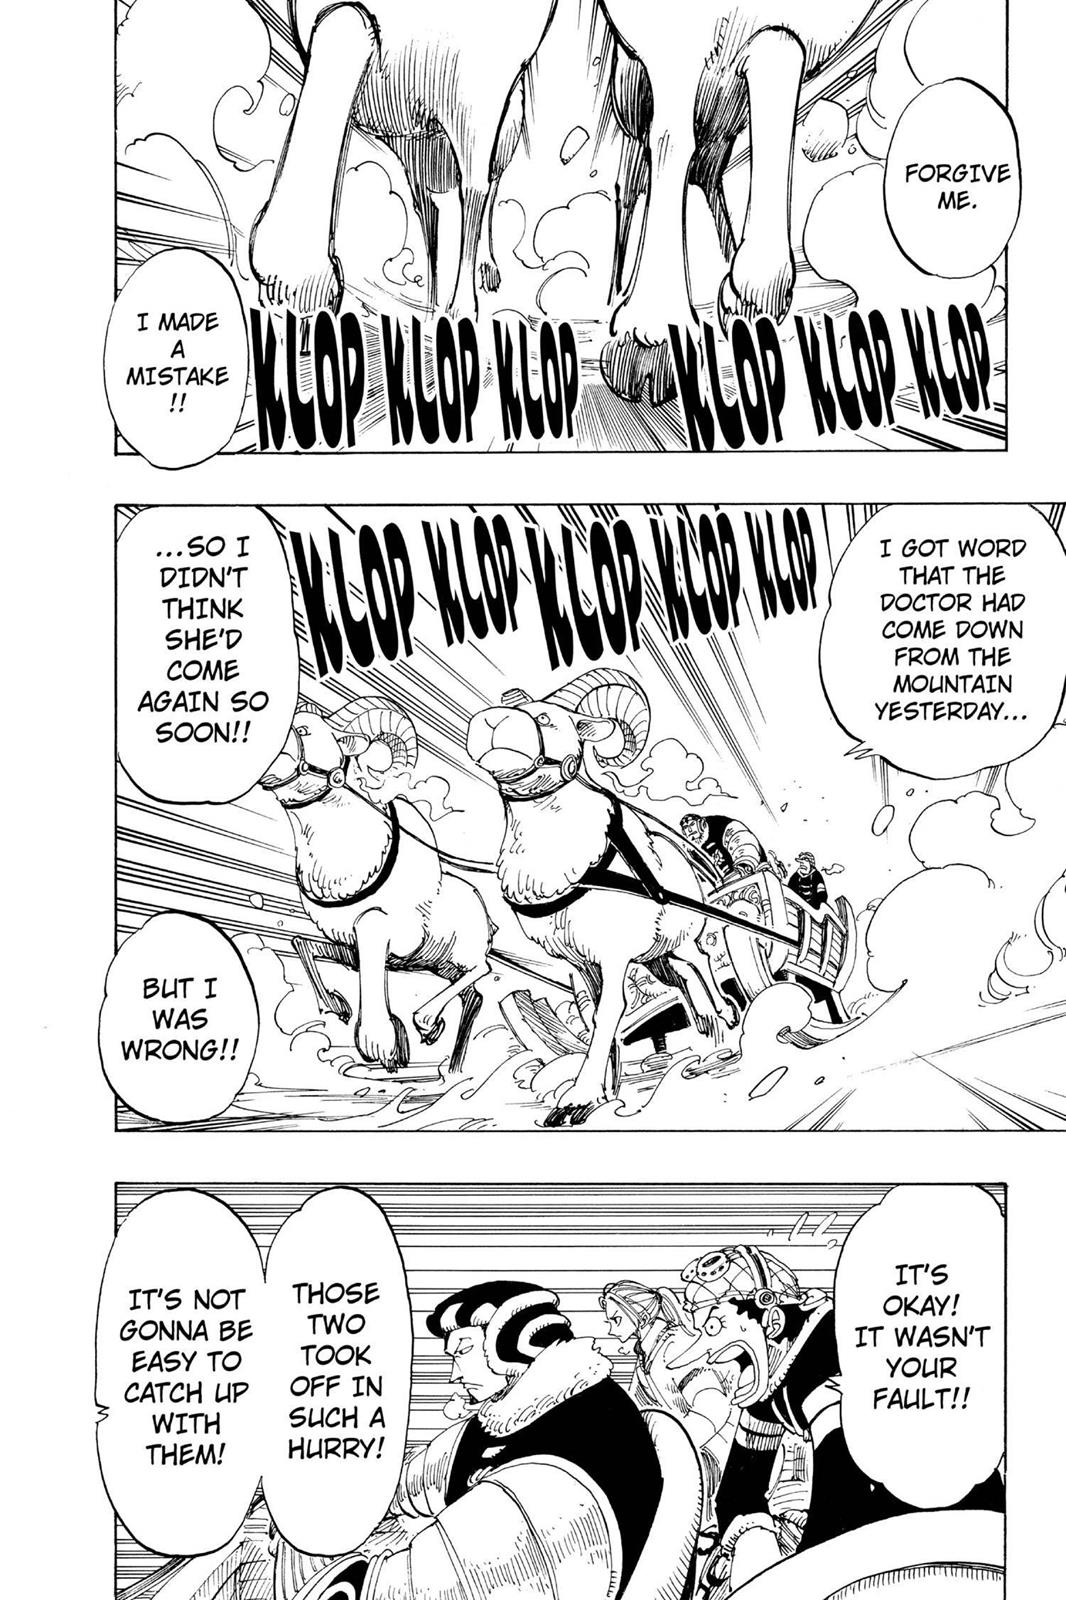 FORGIVE
ME.
I MADE
A
MISTAKE
!!
KLOP KLOP KLOP KLOP KLOP KLOP
I GOT WORD
THAT THE
DOCTOR HAD
COME DOWN
FROM THE
MOUNTAIN
YESTERDAY...
KLOP KLOP KLOP KLOP KLOP
...SO I
DIDN'T
THINK
SHE'D
COME
AGAIN SO
SOON!!
BUT I
WAS
WRONG!!
IT'S
OKAY!
IT WASN'T
YOUR
FAULT!!
THOSE
TWO
TOOK
OFF IN
SUCH A
HURRY!
IT'S NOT
GONNA BE
EASY TO
CATCH UP
WITH
THEM!